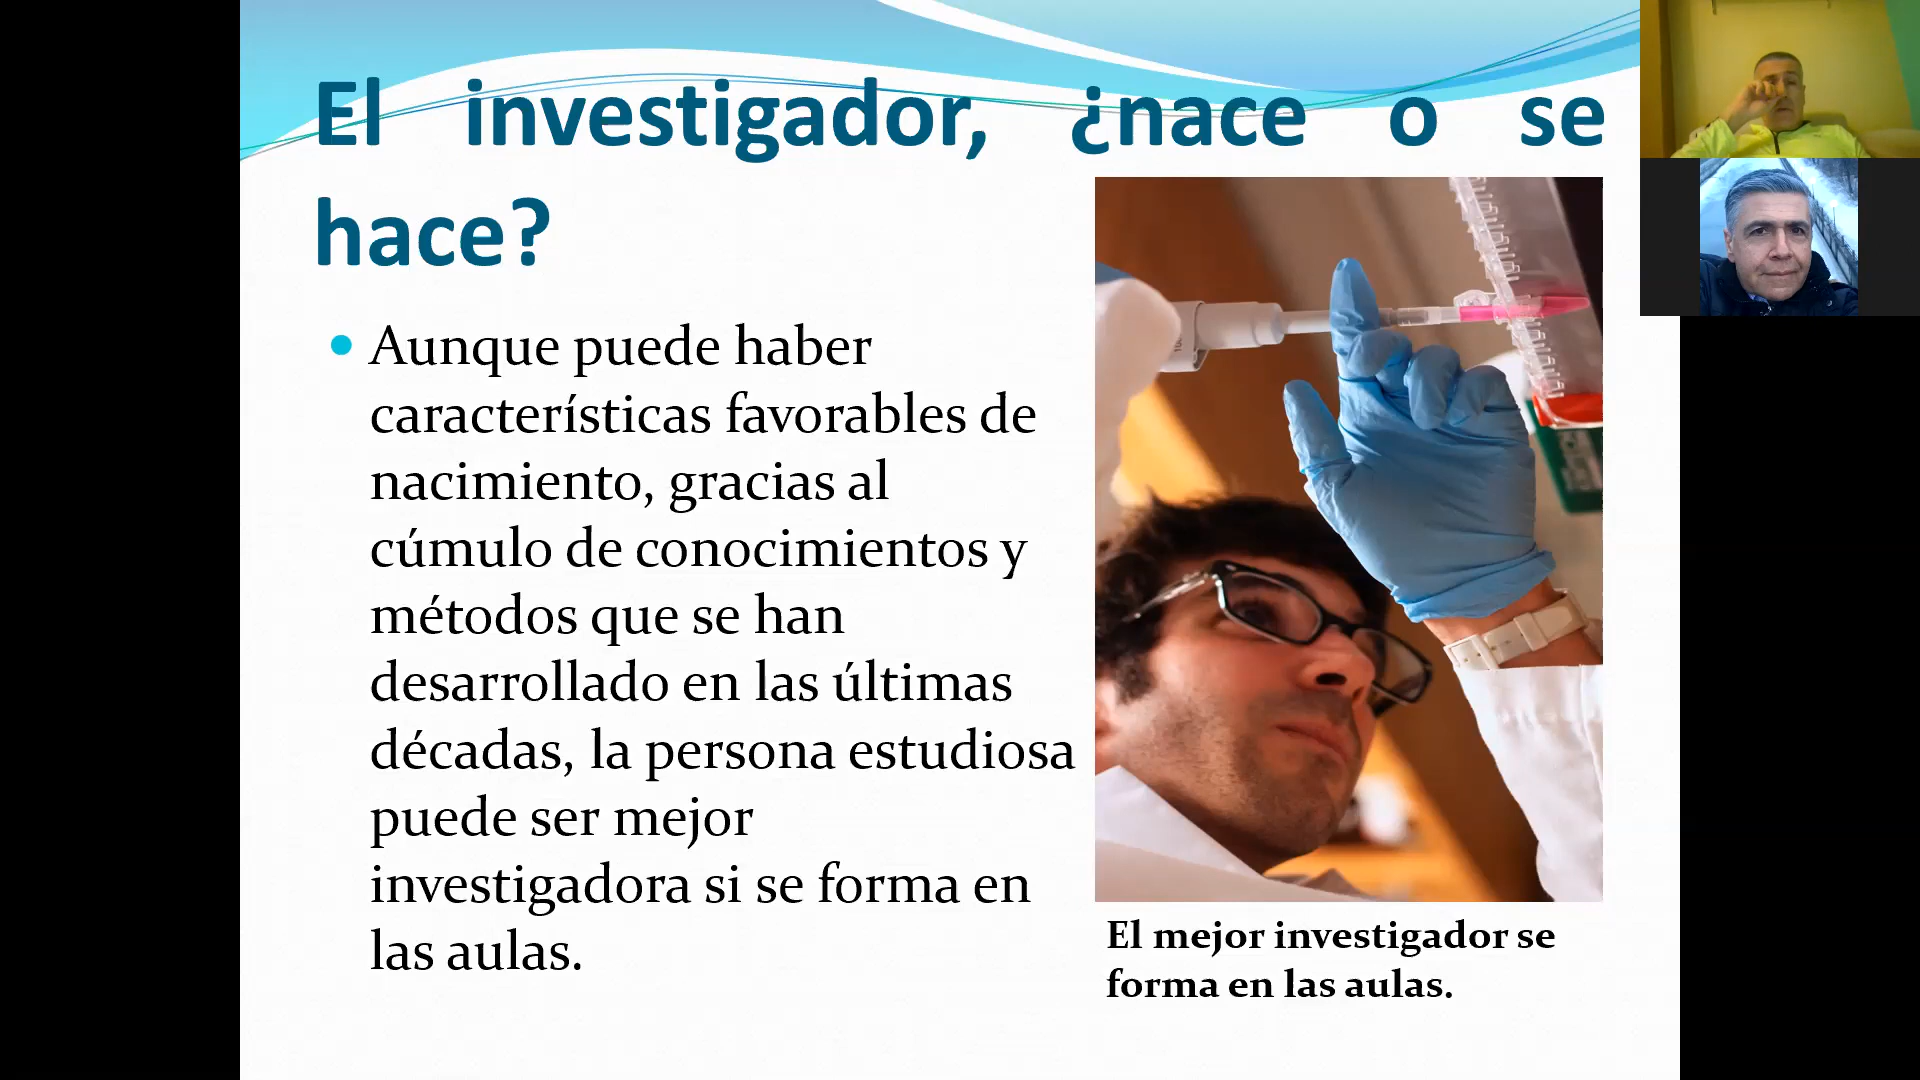 El investigador, ¿nace o se
hace?
Aunque puede haber
características favorables de
nacimiento, gracias al
cúmulo de conocimientos y
métodos que se han
desarrollado en las últimas
décadas, la persona estudiosa
puede ser mejor
investigadora si se forma en
las aulas.
El mejor investigador se
forma en las aulas.